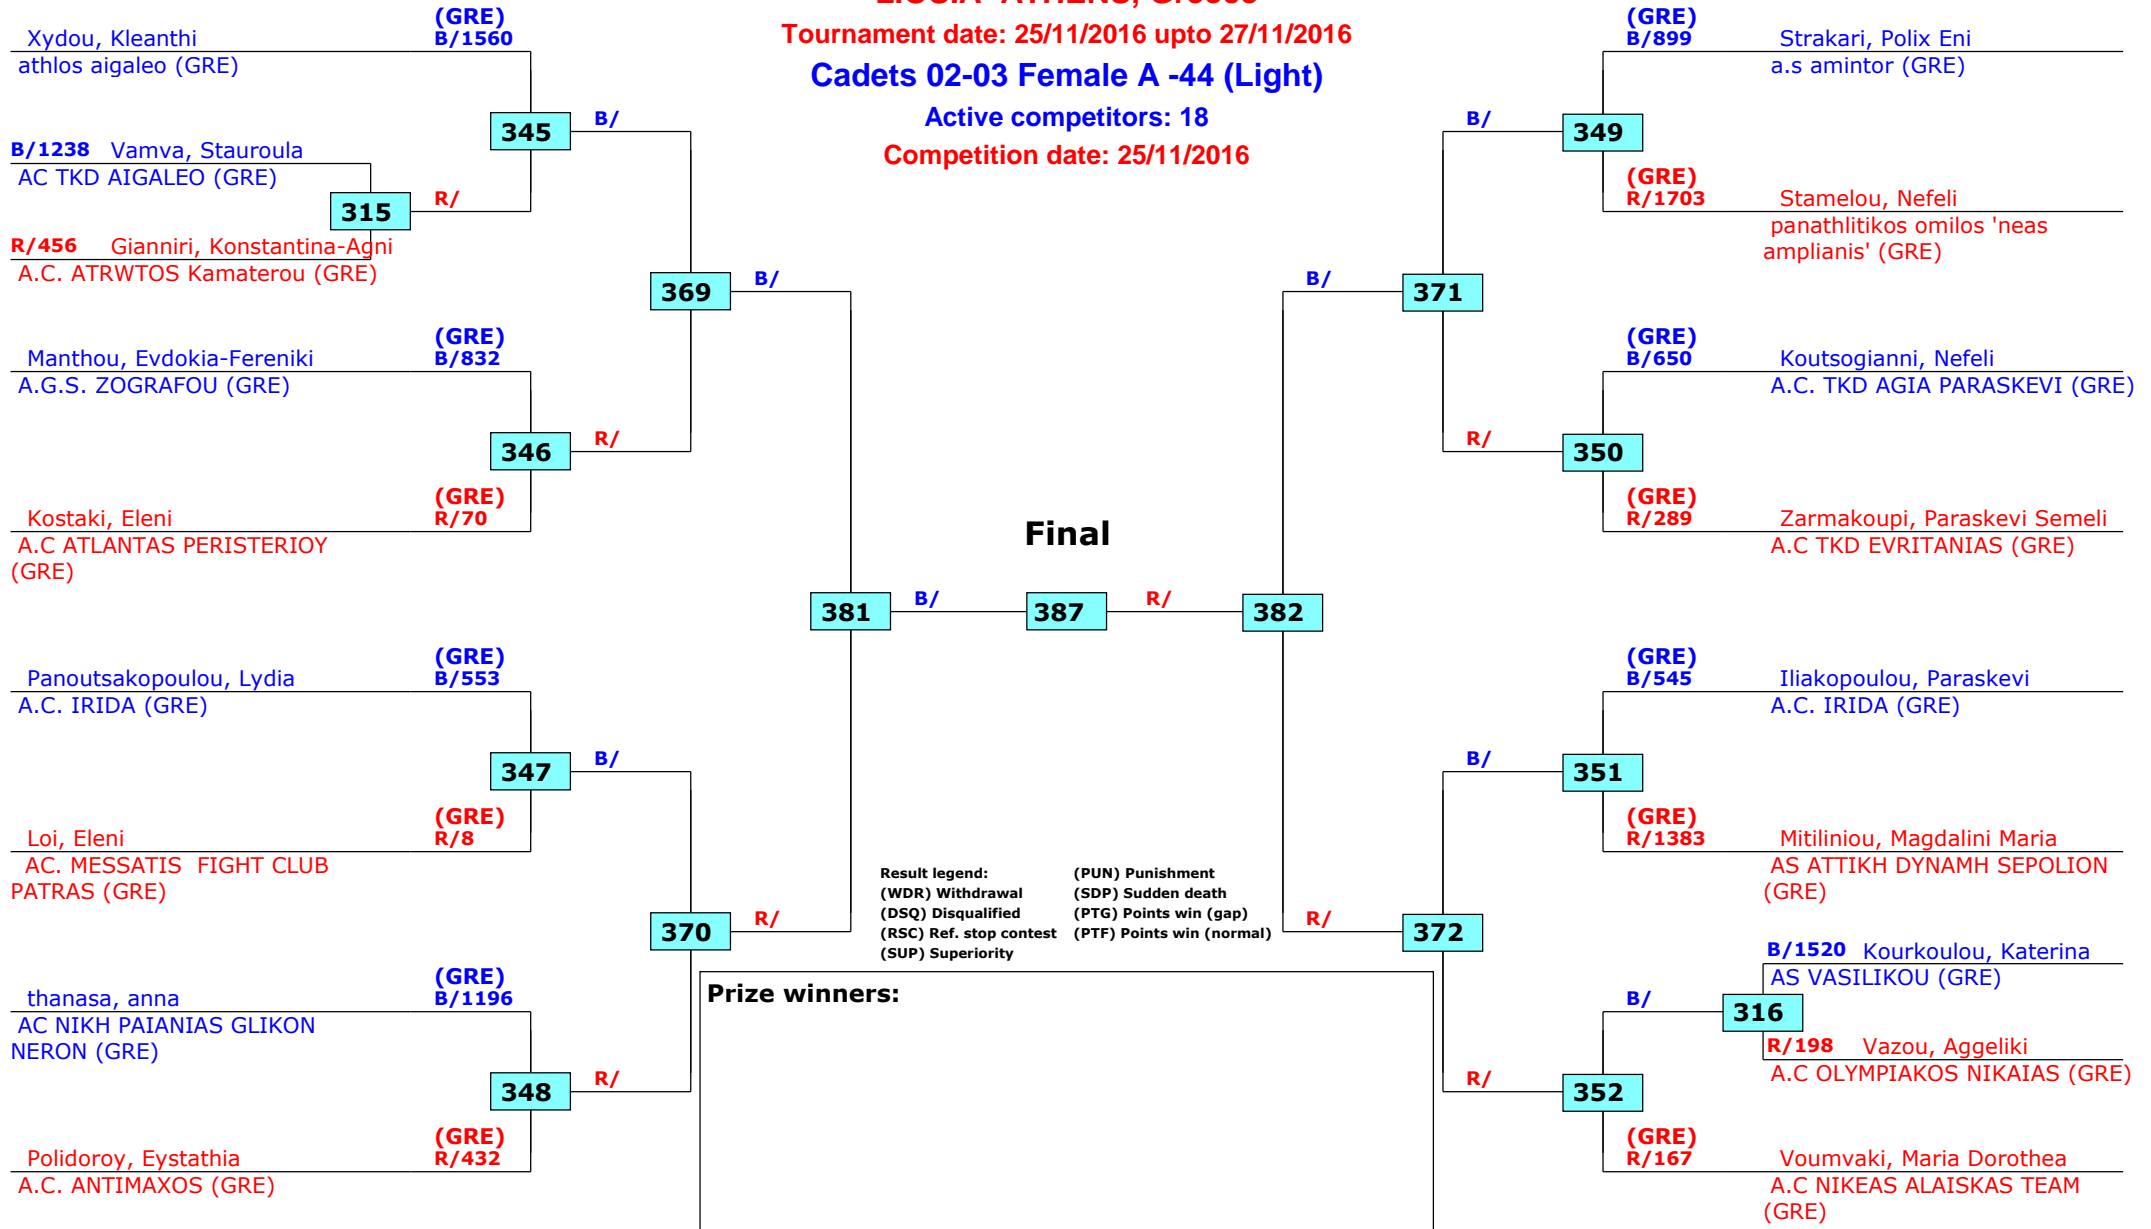 Tournament date: 25/11/2016 upto 27/11/2016
Cadets 02-03 Female A -44 (Light)
Active competitors: 18
Competition date: 25/11/2016
(GRE)
Xydou, Kleanthi B/1560
athlos aigaleo (GRE)
345 B/
B/1238 Vamva, Stauroula
AC TKD AIGALEO (GRE)
315 R/
R/456 Gianniri, Konstantina-Agni
A.C. ATRWTOS Kamaterou (GRE)
369 B/
(GRE)
Manthou, Evdokia-Fereniki B/832
A.G.S. ZOGRAFOU (GRE)
346 R/
(GRE)
Kostaki, Eleni R/70
A.C ATLANTAS PERISTERIOY
(GRE)
Final
381 B/ 387 R/ 382
(GRE)
Panoutsakopoulou, Lydia B/553
A.C. IRIDA (GRE)
347 B/
(GRE)
Loi, Eleni R/8
AC. MESSATIS FIGHT CLUB
PATRAS (GRE)
370 R/
(GRE)
thanasa, anna B/1196
AC NIKH PAIANIAS GLIKON
NERON (GRE)
348 R/
(GRE)
Polidoroy, Eystathia R/432
A.C. ANTIMAXOS (GRE)
(GRE)
B/899 Strakari, Polix Eni
a.s amintor (GRE)
B/ 349
(GRE)
R/1703 Stamelou, Nefeli
panathlitikos omilos 'neas
amplianis' (GRE)
B/ 371
(GRE)
B/650 Koutsogianni, Nefeli
A.C. TKD AGIA PARASKEVI (GRE)
R/ 350
(GRE)
R/289 Zarmakoupi, Paraskevi Semeli
A.C TKD EVRITANIAS (GRE)
(GRE)
B/545 Iliakopoulou, Paraskevi
A.C. IRIDA (GRE)
B/ 351
(GRE)
R/1383 Mitiliniou, Magdalini Maria
AS ATTIKH DYNAMH SEPOLION
(GRE)
R/ 372
B/1520 Kourkoulou, Katerina
AS VASILIKOU (GRE)
B/ 316
R/198 Vazou, Aggeliki
A.C OLYMPIAKOS NIKAIAS (GRE)
R/ 352
(GRE)
R/167 Voumvaki, Maria Dorothea
A.C NIKEAS ALAISKAS TEAM
(GRE)
Result legend: (PUN) Punishment
(WDR) Withdrawal (SDP) Sudden death
(DSQ) Disqualified (PTG) Points win (gap)
(RSC) Ref. stop contest (PTF) Points win (normal)
(SUP) Superiority
Prize winners: